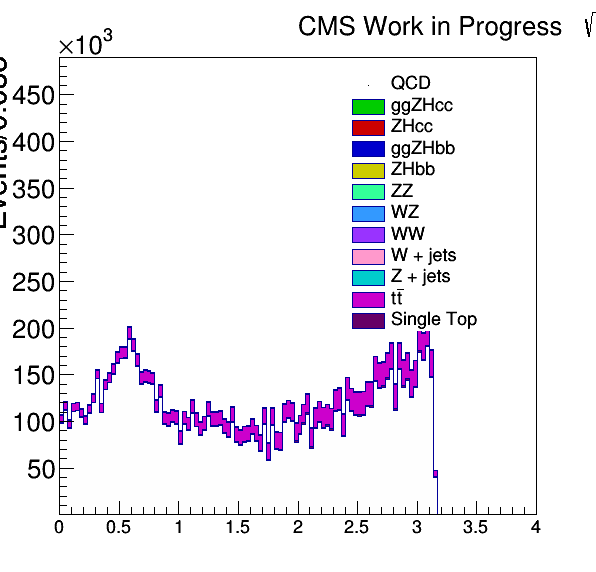 CMS Work in Progress √
×10³
450
400
350
300
250
200
150
100
50
0 0.5 1 1.5 2 2.5 3 3.5 4
QCD
ggZHcc
ZHcc
ggZHbb
ZHbb
ZZ
WZ
WW
W + jets
Z + jets
tt̄
Single Top